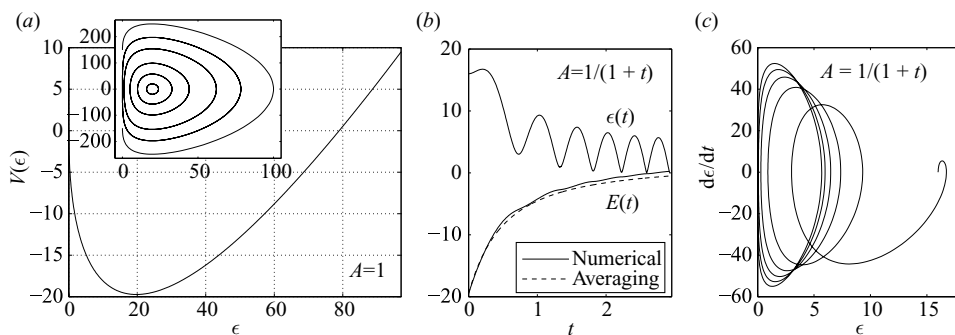 (a)
10
5
0
−5
−10
−15
−20
V(ϵ)
200
100
0
−100
−200
0 50 100
A=1
0 20 40 60 80
ϵ
(b)
20
10
0
−10
−20
A=1/(1 + t)
ϵ(t)
E(t)
Numerical
Averaging
0 1 2
t
(c)
60
40
20
0
−20
−40
−60
dϵ/dt
A = 1/(1 + t)
0 5 10 15
ϵ